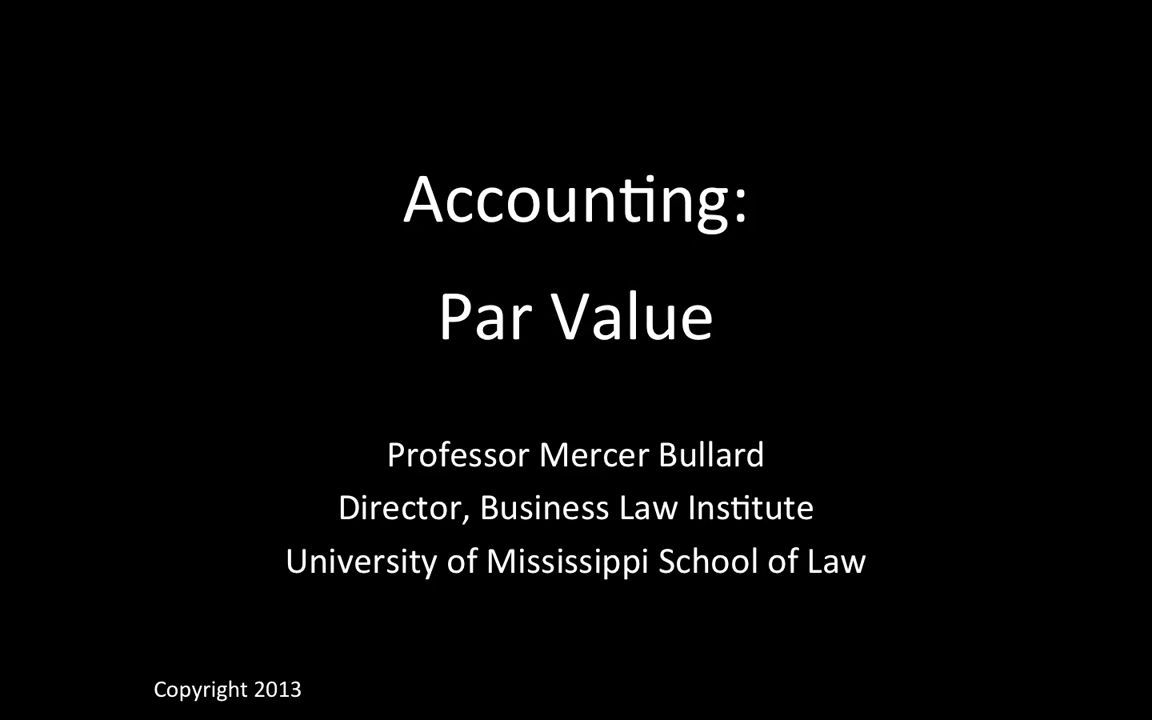 Accounting:
Par Value
Professor Mercer Bullard
Director, Business Law Institute
University of Mississippi School of Law
Copyright 2013